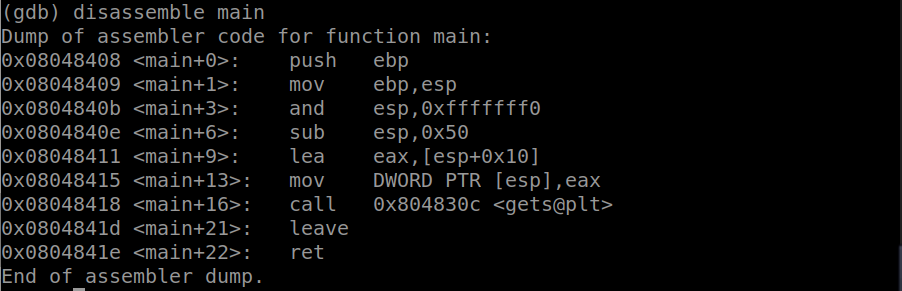 (gdb) disassemble main
Dump of assembler code for function main:
0x08048408 <main+0>:	push	ebp
0x08048409 <main+1>:	mov	ebp,esp
0x0804840b <main+3>:	and	esp,0xfffffff0
0x0804840e <main+6>:	sub	esp,0x50
0x08048411 <main+9>:	lea	eax,[esp+0x10]
0x08048415 <main+13>:	mov	DWORD PTR [esp],eax
0x08048418 <main+16>:	call	0x804830c <gets@plt>
0x0804841d <main+21>:	leave
0x0804841e <main+22>:	ret
End of assembler dump.